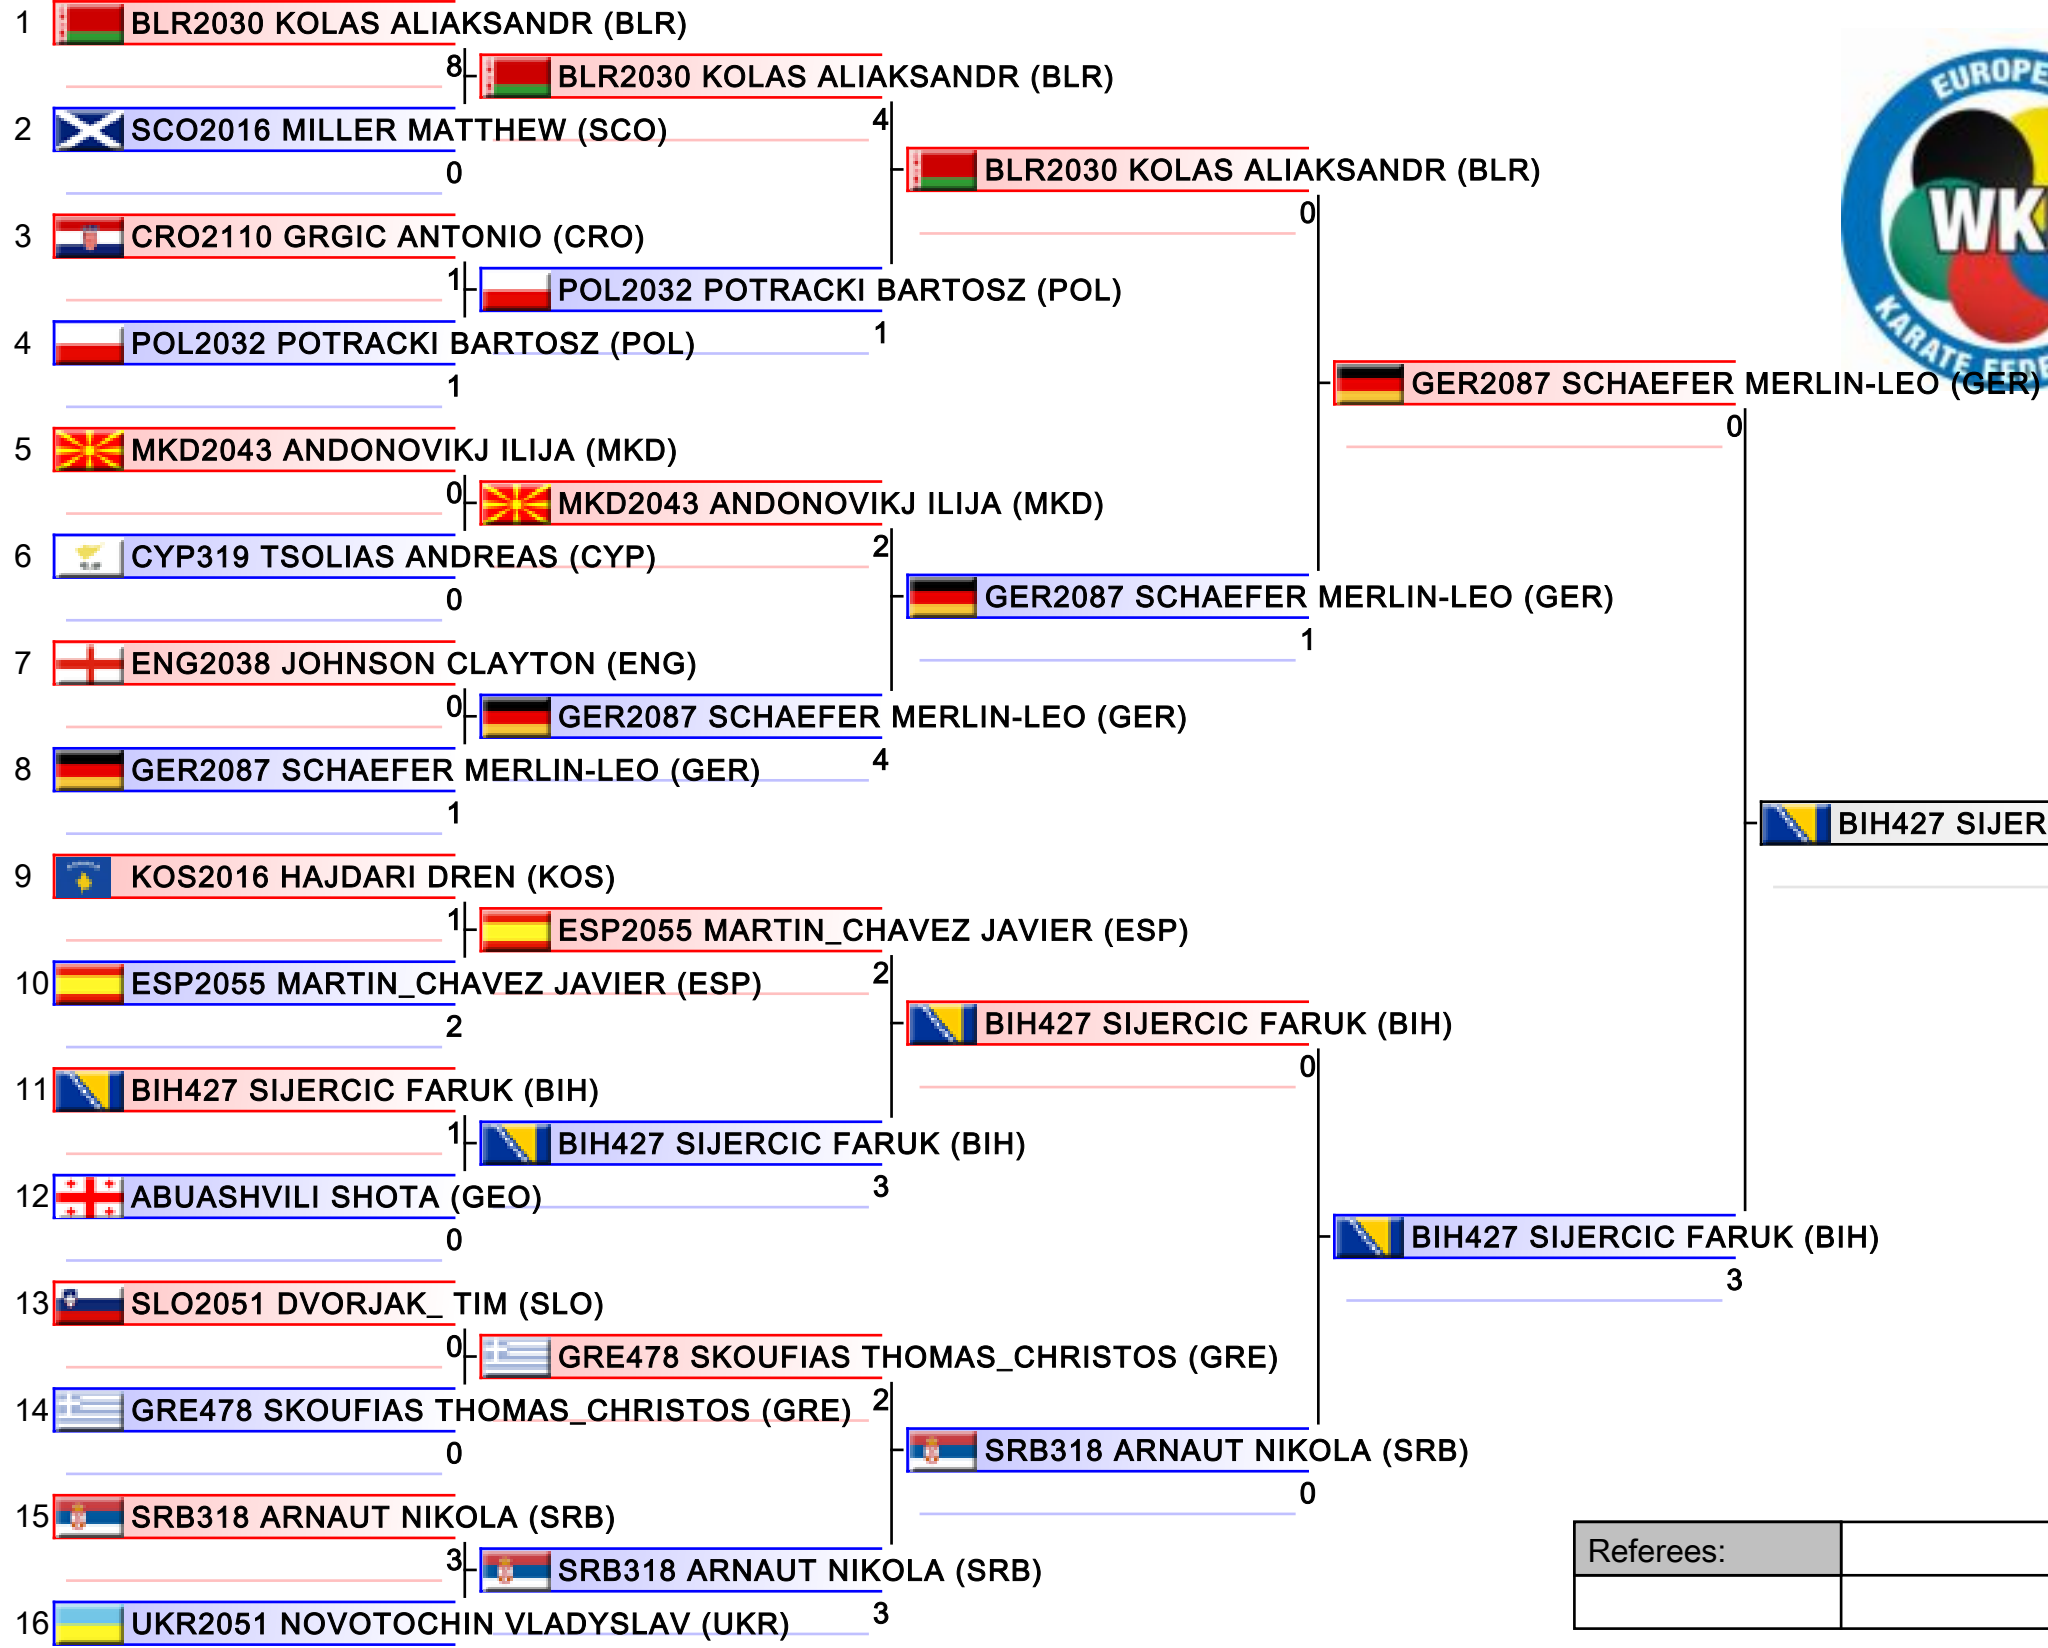 1 BLR2030 KOLAS ALIAKSANDR (BLR)
8
BLR2030 KOLAS ALIAKSANDR (BLR)
2 SCO2016 MILLER MATTHEW (SCO)
4
0
BLR2030 KOLAS ALIAKSANDR (BLR)
0
3 CRO2110 GRGIC ANTONIO (CRO)
1
POL2032 POTRACKI BARTOSZ (POL)
1
4 POL2032 POTRACKI BARTOSZ (POL)
1
GER2087 SCHAEFER MERLIN-LEO (GER)
0
5 MKD2043 ANDONOVIKJ ILIJA (MKD)
0
MKD2043 ANDONOVIKJ ILIJA (MKD)
2
6 CYP319 TSOLIAS ANDREAS (CYP)
0
GER2087 SCHAEFER MERLIN-LEO (GER)
1
7 ENG2038 JOHNSON CLAYTON (ENG)
0
GER2087 SCHAEFER MERLIN-LEO (GER)
4
8 GER2087 SCHAEFER MERLIN-LEO (GER)
1
BIH427 SIJER
9 KOS2016 HAJDARI DREN (KOS)
1
ESP2055 MARTIN_CHAVEZ JAVIER (ESP)
2
10 ESP2055 MARTIN_CHAVEZ JAVIER (ESP)
2
BIH427 SIJERCIC FARUK (BIH)
0
11 BIH427 SIJERCIC FARUK (BIH)
1
BIH427 SIJERCIC FARUK (BIH)
3
12 ABUASHVILI SHOTA (GEO)
0
BIH427 SIJERCIC FARUK (BIH)
3
13 SLO2051 DVORJAK_ TIM (SLO)
0
GRE478 SKOUFIAS THOMAS_CHRISTOS (GRE)
2
14 GRE478 SKOUFIAS THOMAS_CHRISTOS (GRE)
0
SRB318 ARNAUT NIKOLA (SRB)
0
15 SRB318 ARNAUT NIKOLA (SRB)
3
SRB318 ARNAUT NIKOLA (SRB)
3
16 UKR2051 NOVOTOCHIN VLADYSLAV (UKR)
Referees:
EUROPE
WK
KARATE FEDE